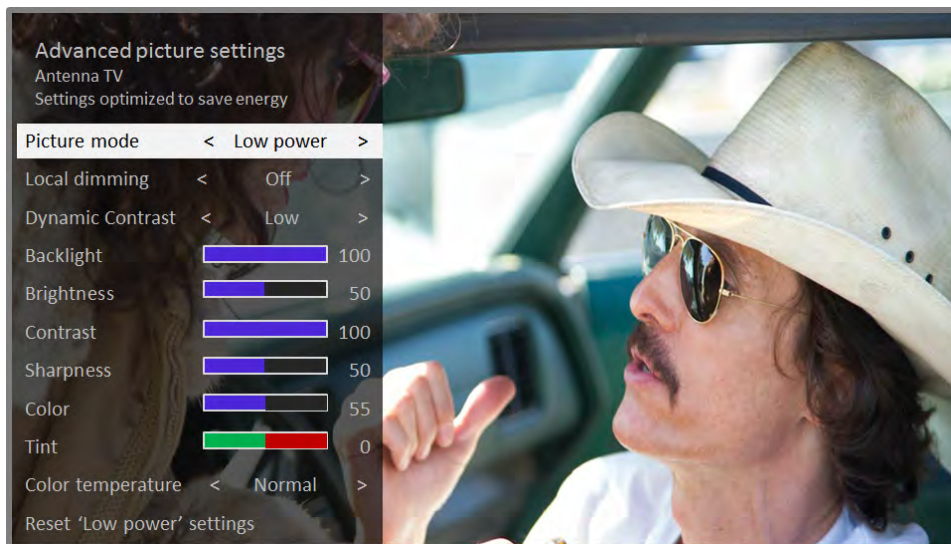 Advanced picture settings
Antenna TV
Settings optimized to save energy
Picture mode < Low power >
Local dimming < Off >
Dynamic Contrast < Low >
Backlight 100
Brightness 50
Contrast 100
Sharpness 50
Color 55
Tint 0
Color temperature < Normal >
Reset ‘Low power’ settings